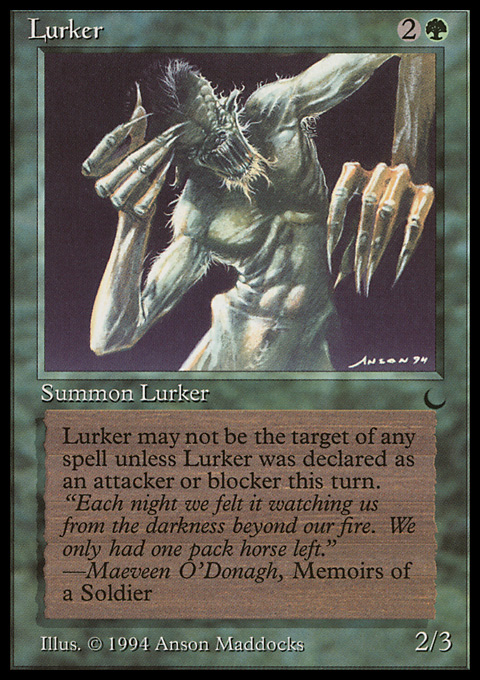 Lurker 2
ANSON 94
Summon Lurker
Lurker may not be the target of any
spell unless Lurker was declared as
an attacker or blocker this turn.
“Each night we felt it watching us
from the darkness beyond our fire. We
only had one pack horse left.”
—Maeveen O’Donagh, Memoirs of
a Soldier
Illus. © 1994 Anson Maddocks 2/3